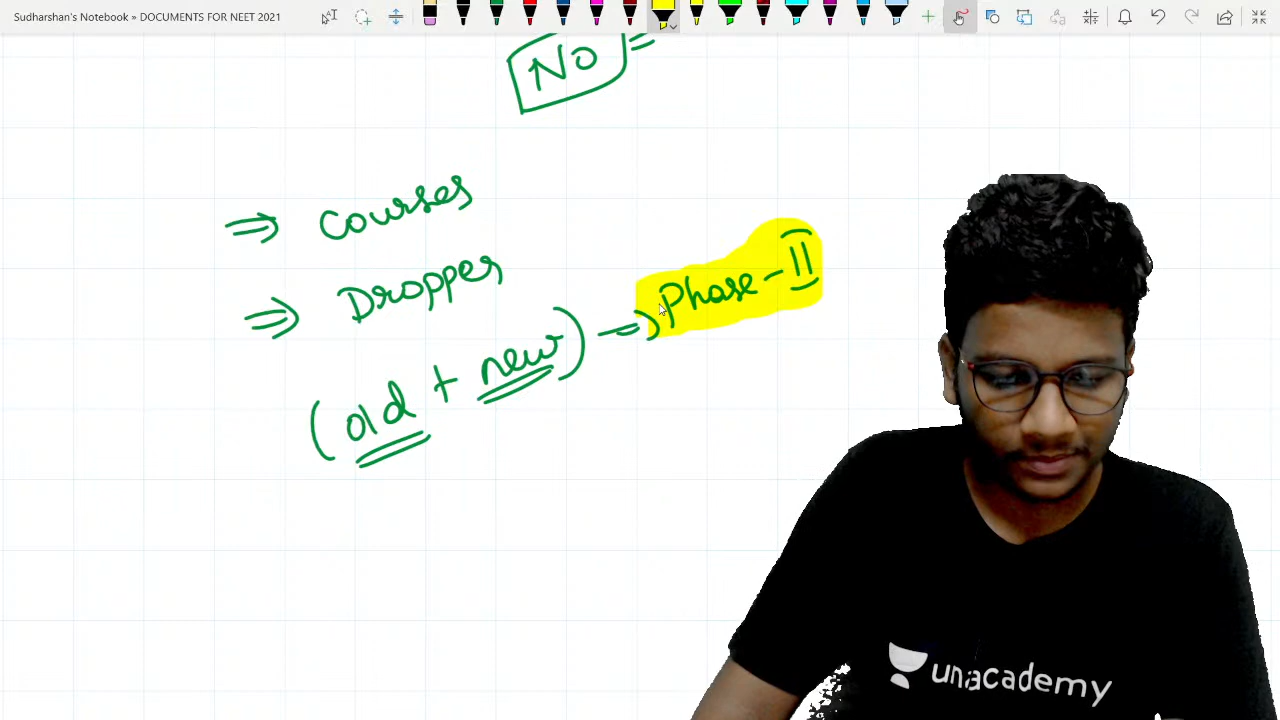 Sudharshan's Notebook » DOCUMENTS FOR NEET 2021
NO =
⇒ Courses
⇒ Dropper
(old + new) ⇒ Phase-II
unacademy